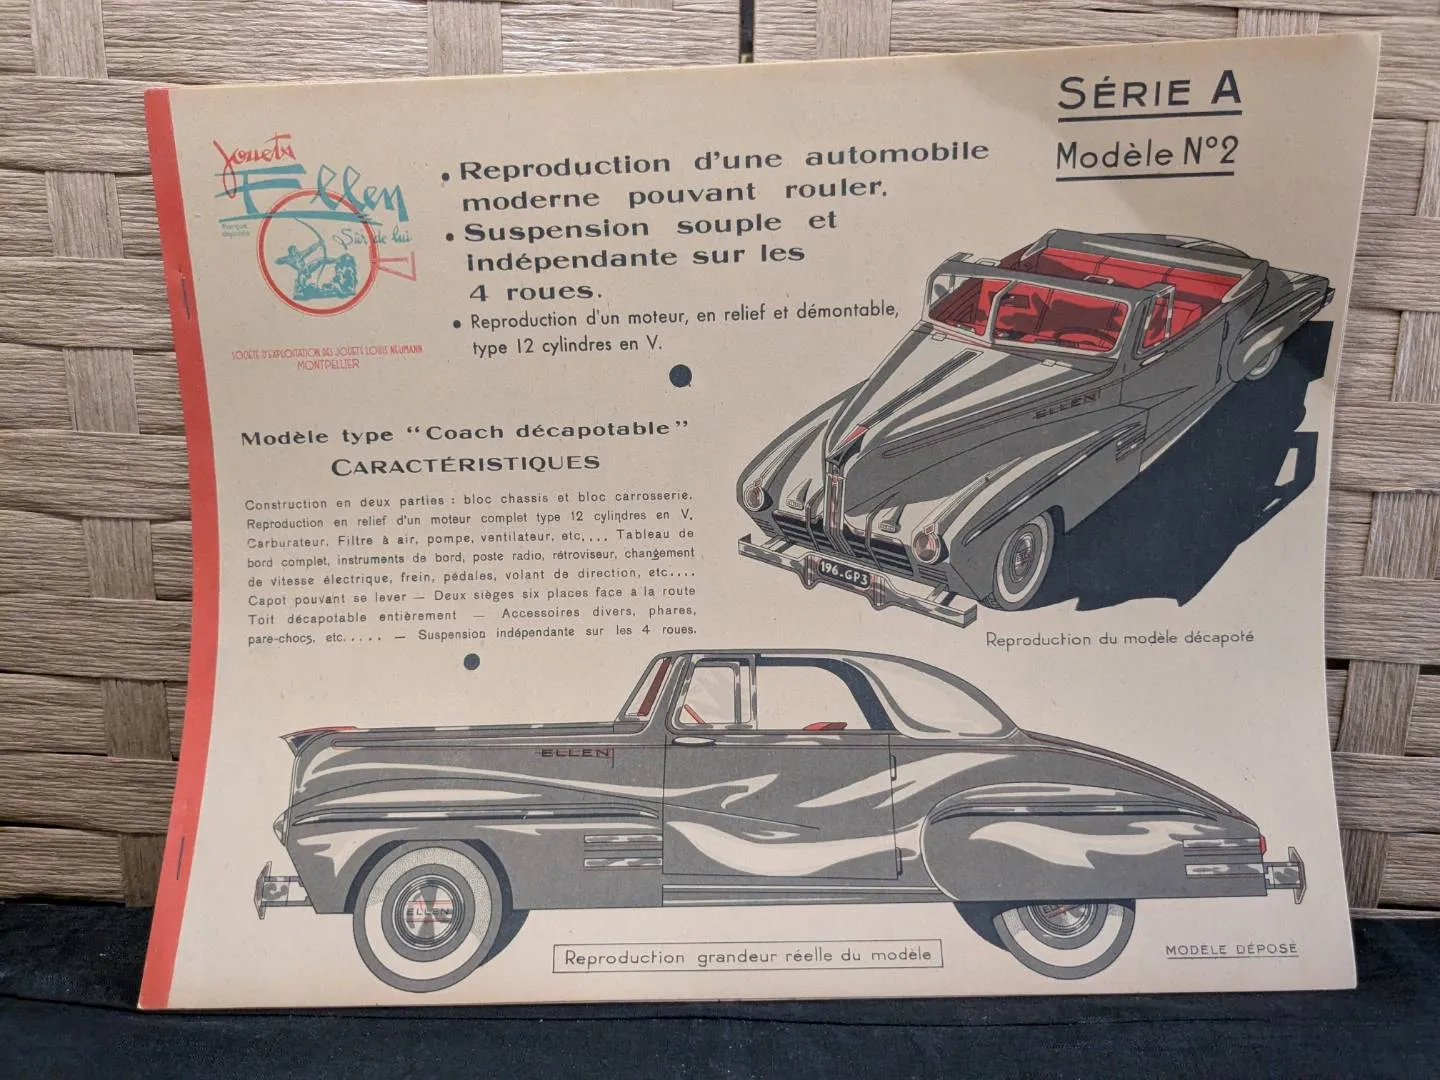 SÉRIE A
Modèle N°2
Jouets
Ellen
Marque
déposée
Sûr de lui
SOCIÉTÉ D'EXPLOITATION DES JOUETS LOUIS NEUMANN
MONTPELLIER
• Reproduction d'une automobile
moderne pouvant rouler.
• Suspension souple et
indépendante sur les
4 roues.
• Reproduction d'un moteur, en relief et démontable,
type 12 cylindres en V.
Modèle type “Coach décapotable”
CARACTÉRISTIQUES
Construction en deux parties : bloc chassis et bloc carrosserie.
Reproduction en relief d'un moteur complet type 12 cylindres en V,
Carburateur, Filtre à air, pompe, ventilateur, etc.... Tableau de
bord complet, instruments de bord, poste radio, rétroviseur, changement
de vitesse électrique, frein, pédales, volant de direction, etc....
Capot pouvant se lever — Deux sièges six places face a la route
Toit décapotable entièrement — Accessoires divers, phares,
pare-chocs, etc..... — Suspension indépendante sur les 4 roues.
ELLEN
196-GP3
Reproduction du modèle décapoté
ELLEN
ELLEN
ELLEN
Reproduction grandeur réelle du modèle
MODÈLE DÉPOSÉ